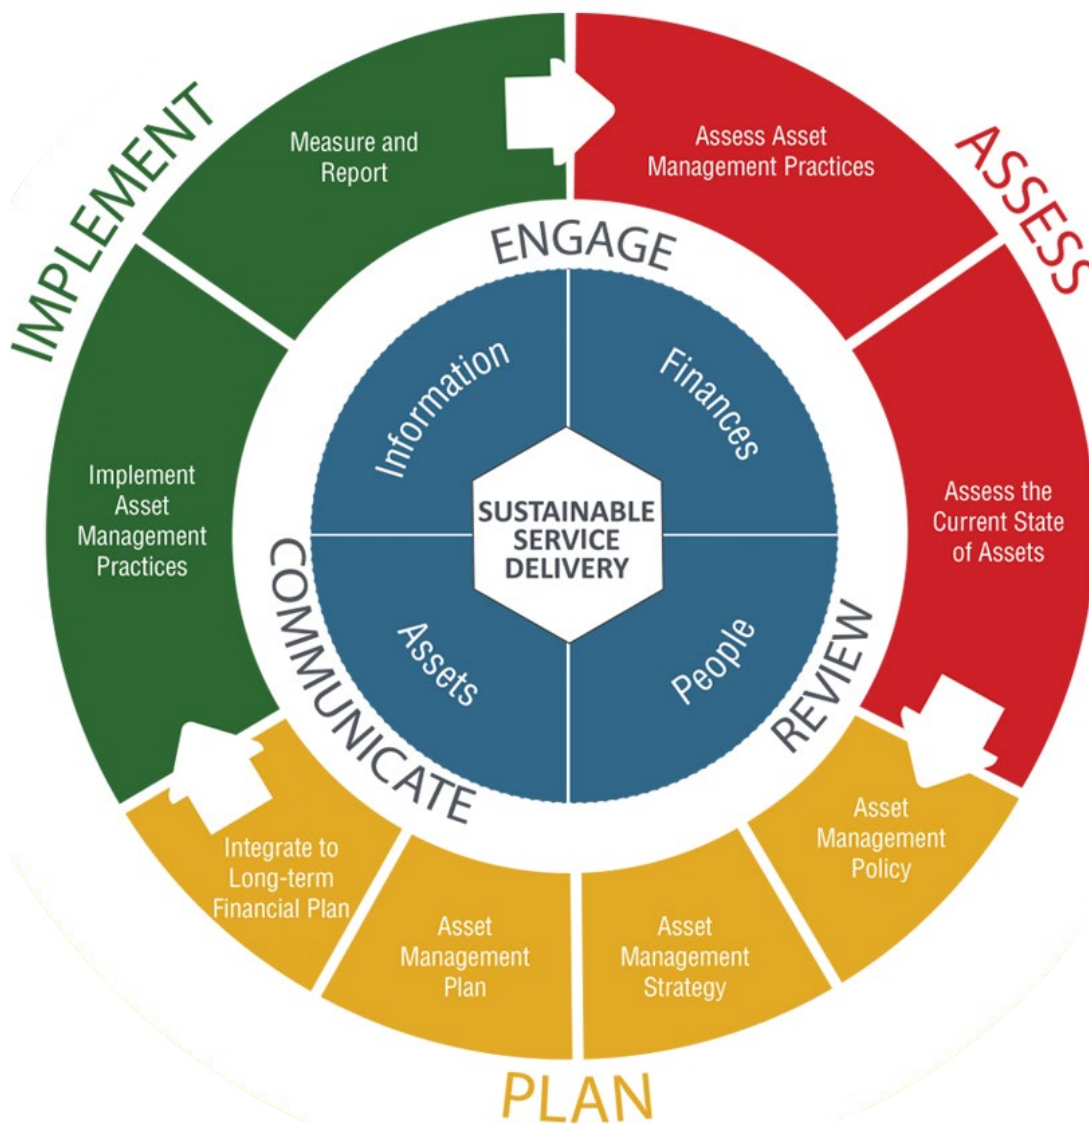 IMPLEMENT
ASSESS
PLAN
Measure and
Report
Assess Asset
Management Practices
Assess the
Current State
of Assets
Asset
Management
Policy
Asset
Management
Strategy
Asset
Management
Plan
Integrate to
Long-term
Financial Plan
Implement
Asset
Management
Practices
ENGAGE
REVIEW
COMMUNICATE
Information
Finances
People
Assets
SUSTAINABLE
SERVICE
DELIVERY